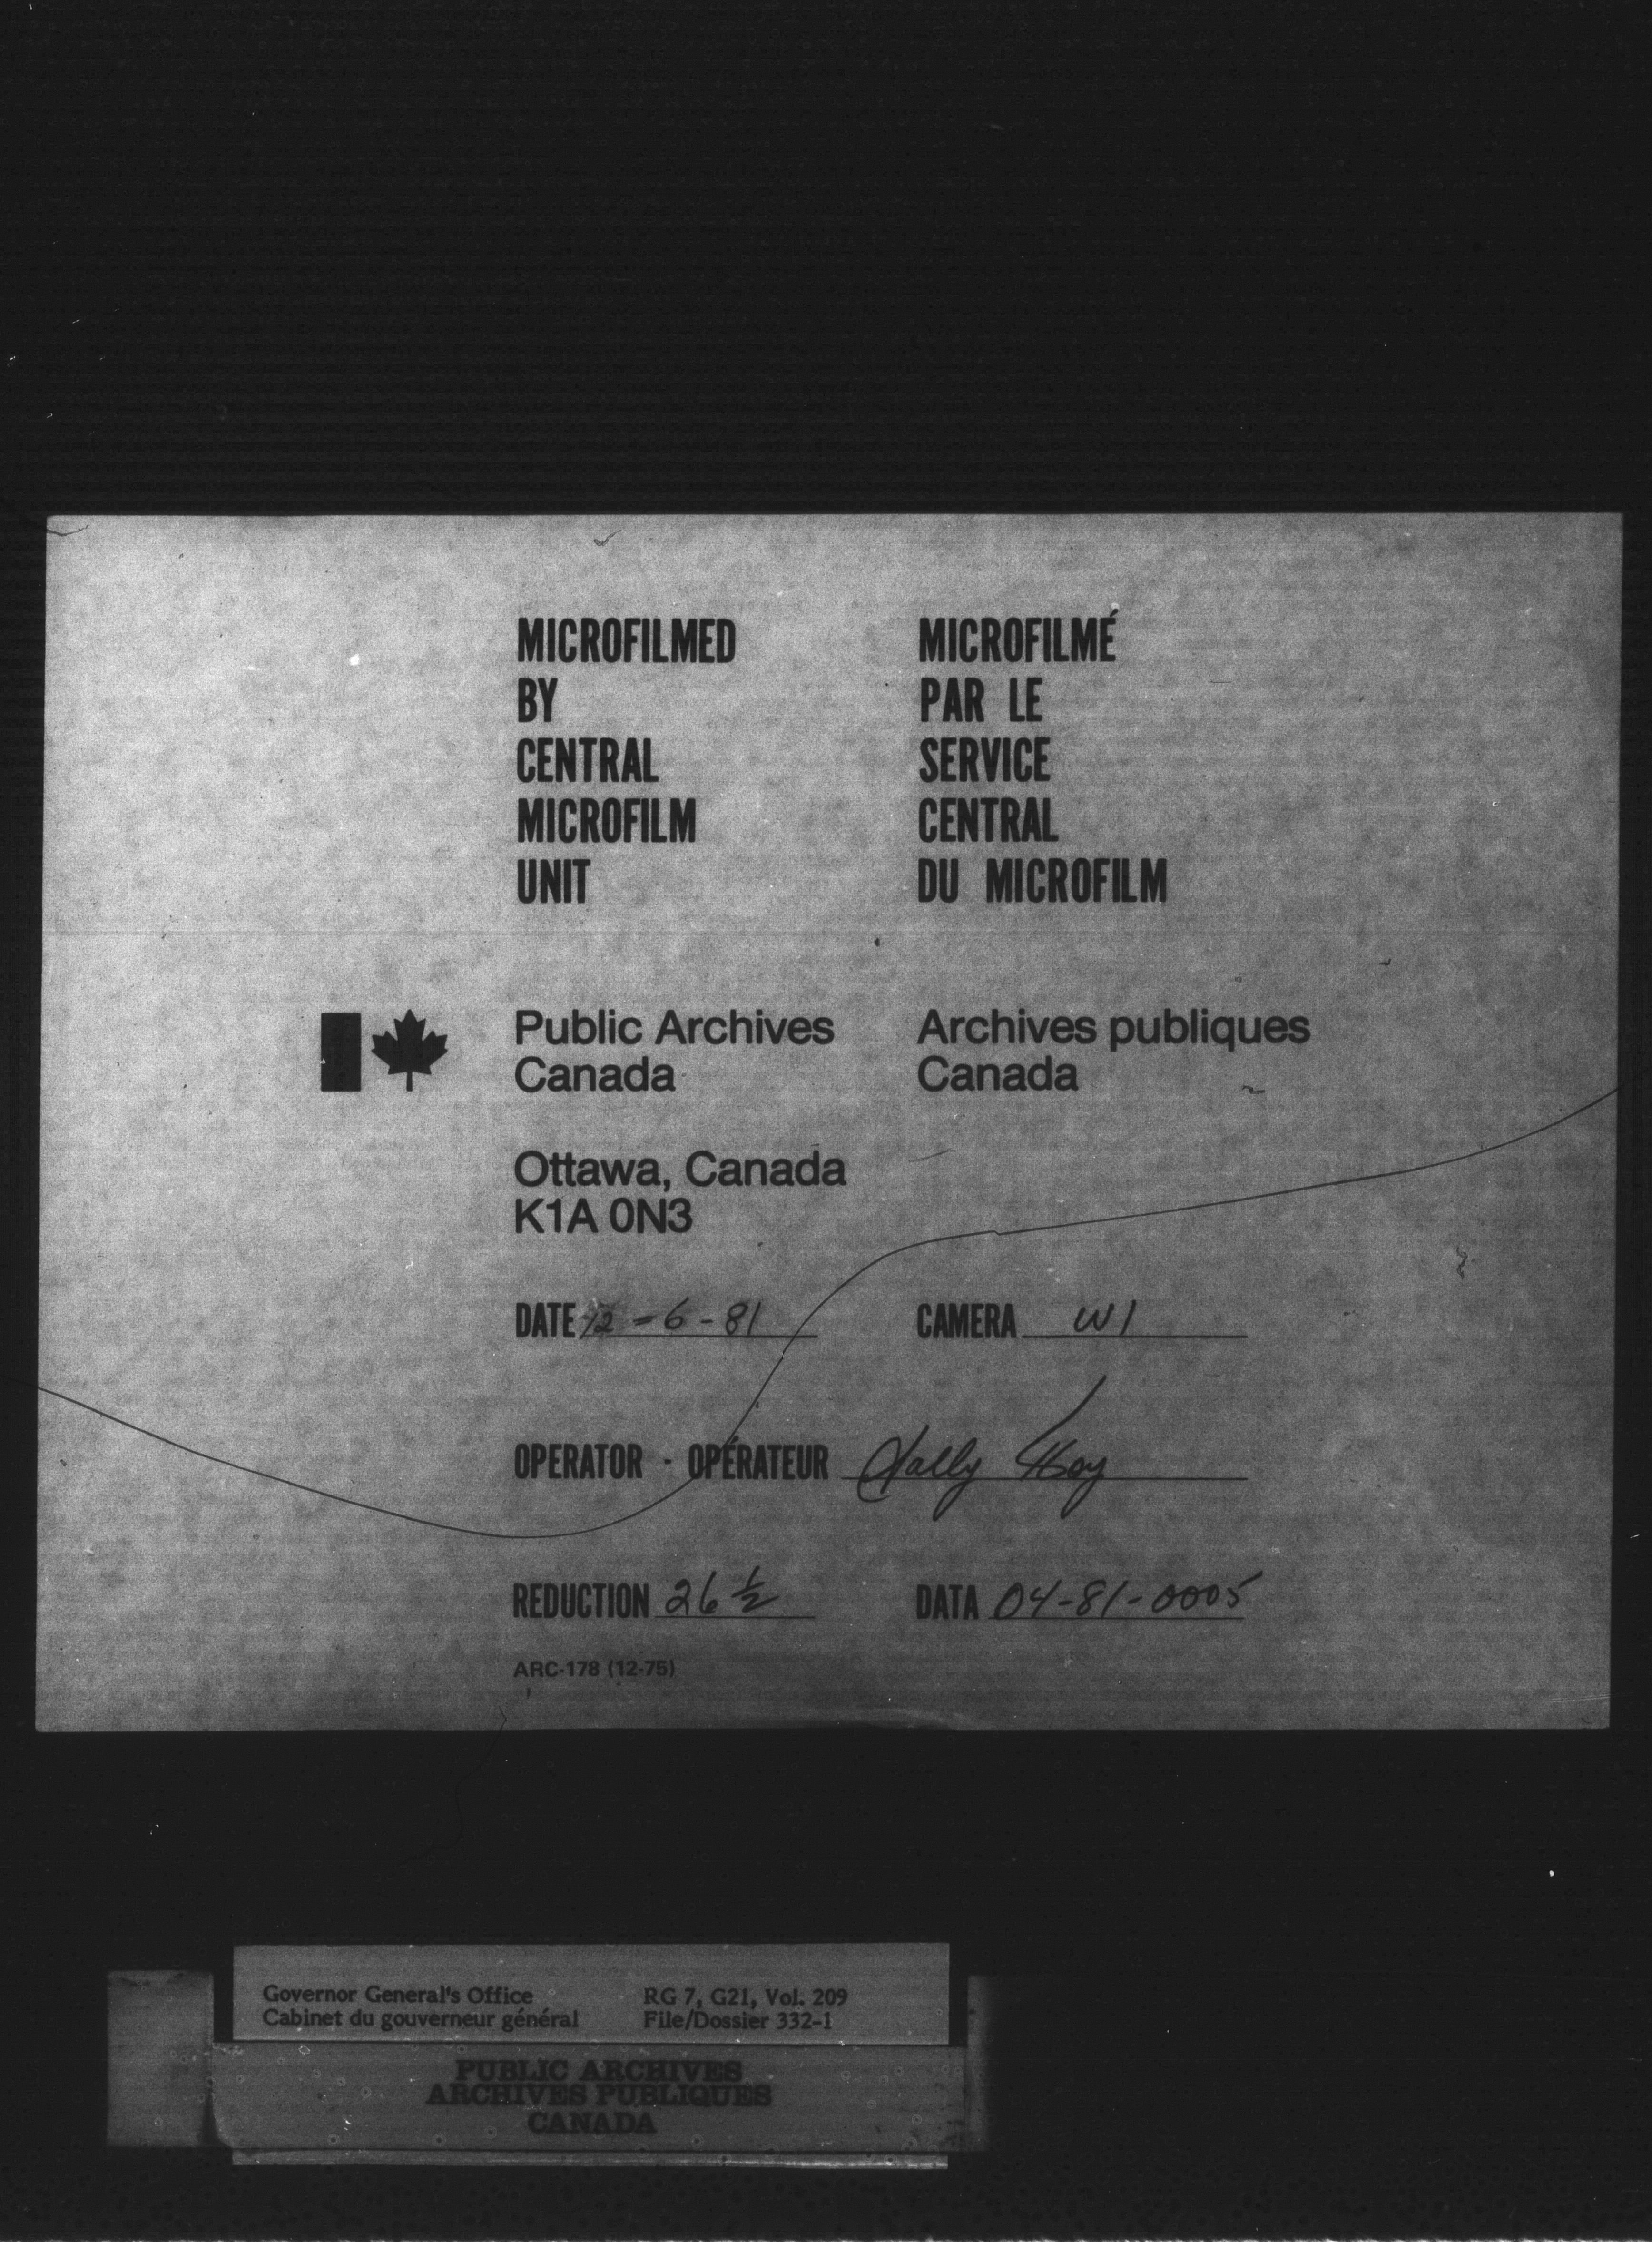 MICROFILMED
BY
CENTRAL
MICROFILM
UNIT
MICROFILMÉ
PAR LE
SERVICE
CENTRAL
DU MICROFILM
Public Archives
Canada
Archives publiques
Canada
Ottawa, Canada
K1A 0N3
DATE 12-6-81
CAMERA W1
OPERATOR - OPÉRATEUR
REDUCTION 26 1/2
DATA 04-81-0005
ARC-178 (12-75)
Governor General's Office
Cabinet du gouverneur général
RG 7, G21, Vol. 209
File/Dossier 332-1
PUBLIC ARCHIVES
ARCHIVES PUBLIQUES
CANADA